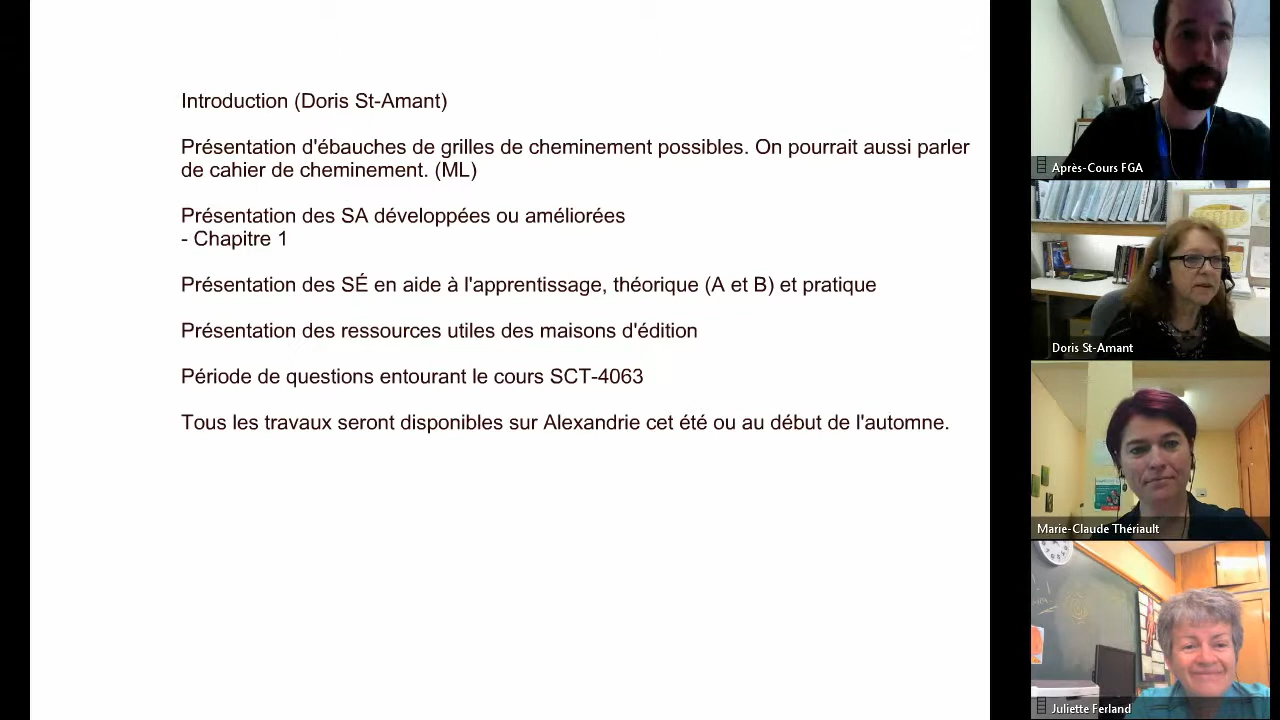 Introduction (Doris St-Amant)
Présentation d'ébauches de grilles de cheminement possibles. On pourrait aussi parler
de cahier de cheminement. (ML)
Présentation des SA développées ou améliorées
- Chapitre 1
Présentation des SÉ en aide à l'apprentissage, théorique (A et B) et pratique
Présentation des ressources utiles des maisons d'édition
Période de questions entourant le cours SCT-4063
Tous les travaux seront disponibles sur Alexandrie cet été ou au début de l'automne.
Après-Cours FGA
Doris St-Amant
Marie-Claude Thériault
Juliette Ferland